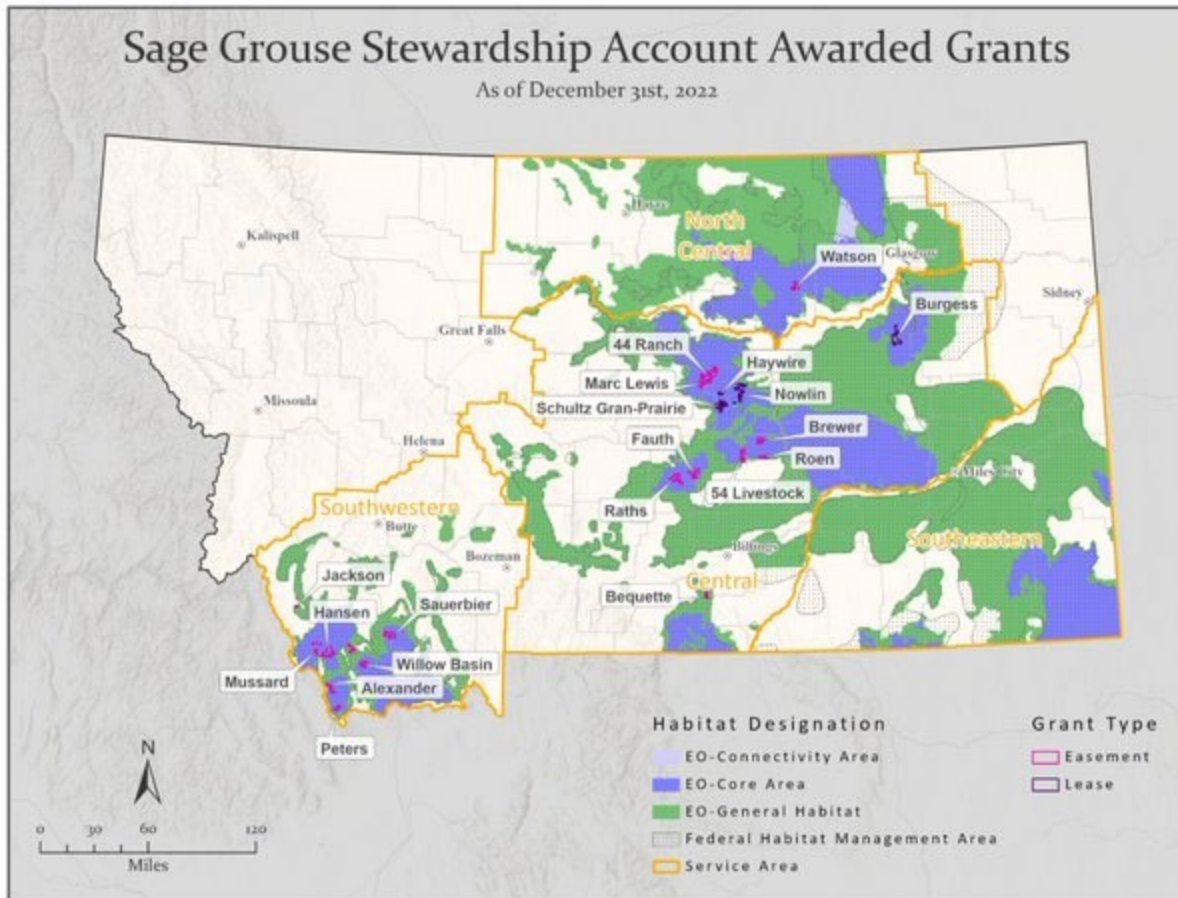 Sage Grouse Stewardship Account Awarded Grants
As of December 31st, 2022
Kalispell
Havre
North
Central
Watson
Glasgow
Sidney
Burgess
Great Falls
44 Ranch
Haywire
Marc Lewis
Nowlin
Schultz Gran-Prairie
Missoula
Brewer
Helena
Fauth
Roen
Miles City
54 Livestock
Raths
Southwestern
Butte
Southeastern
Billings
Bozeman
Jackson
Central
Bequette
Hansen
Sauerbier
Willow Basin
Mussard
Alexander
Peters
N
0 30 60 120
Miles
Habitat Designation
EO-Connectivity Area
EO-Core Area
EO-General Habitat
Federal Habitat Management Area
Service Area
Grant Type
Easement
Lease